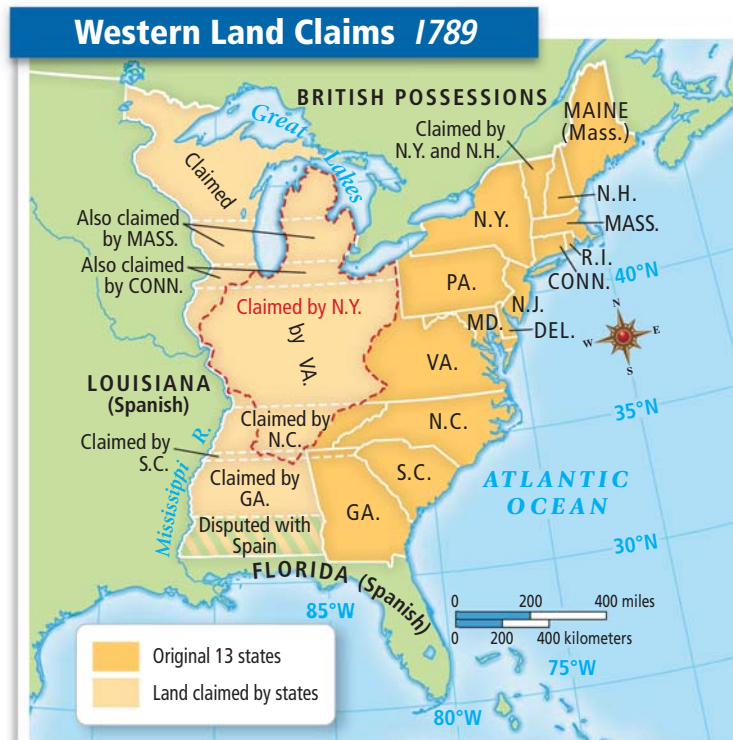 Western Land Claims 1789
BRITISH POSSESSIONS
MAINE
(Mass.)
Claimed by
N.Y. and N.H.
Great
Lakes
Claimed
by VA.
Also claimed
by MASS.
Also claimed
by CONN.
N.H.
N.Y.
MASS.
R.I.
CONN.
40°N
PA.
N.J.
MD.
DEL.
N
E
S
W
Claimed by N.Y.
VA.
LOUISIANA
(Spanish)
35°N
Claimed by
N.C.
N.C.
Claimed by
S.C.
Mississippi R.
S.C.
Claimed by
GA.
GA.
ATLANTIC
OCEAN
Disputed with
Spain
30°N
FLORIDA (Spanish)
85°W
0 200 400 miles
0 200 400 kilometers
75°W
80°W
Original 13 states
Land claimed by states